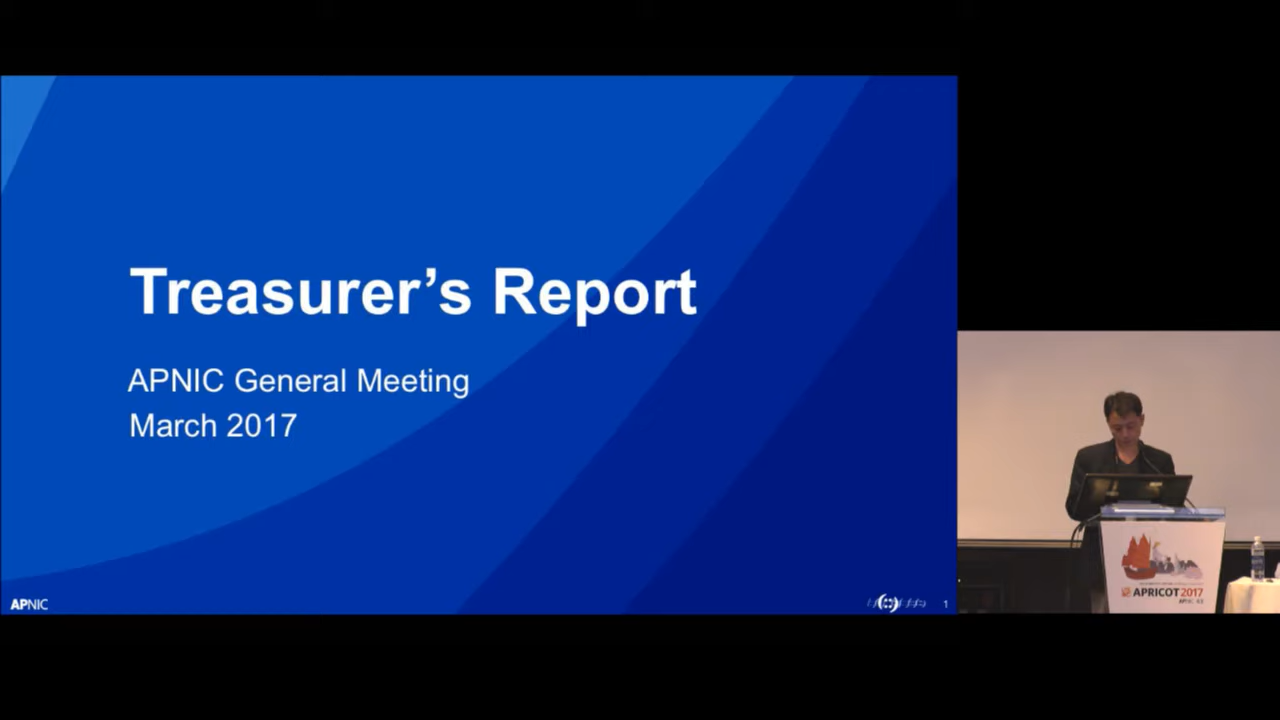 Treasurer’s Report
APNIC General Meeting
March 2017
APNIC
1
APRICOT 2017